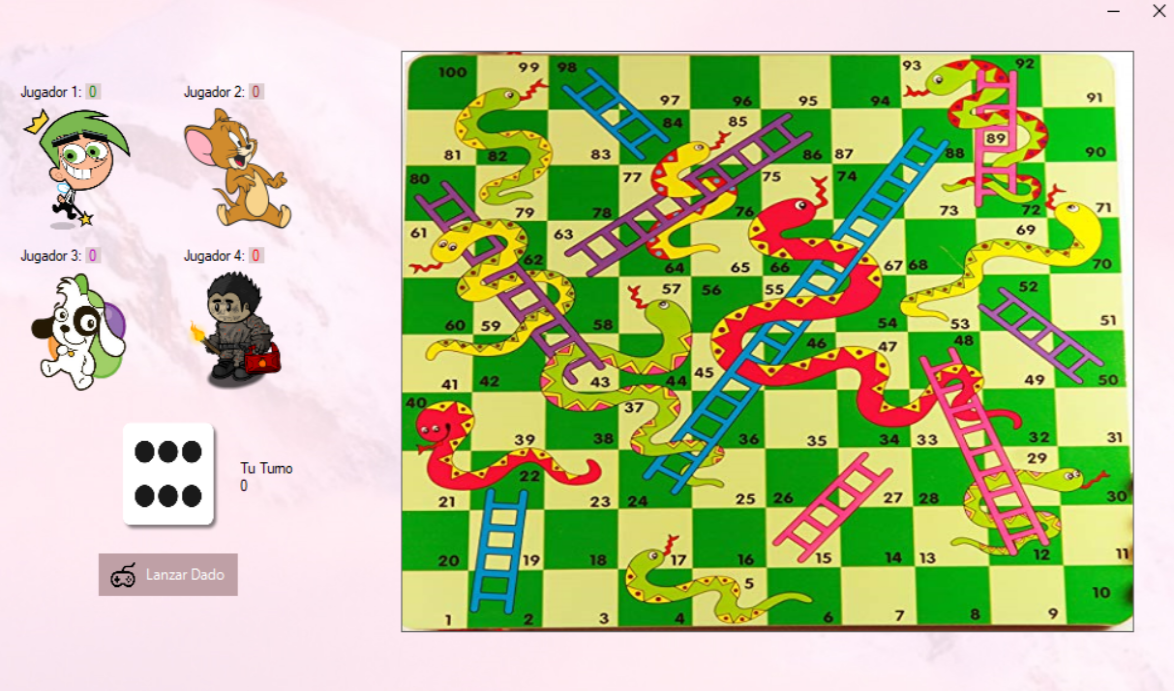 Jugador 1: 0
Jugador 2: 0
Jugador 3: 0
Jugador 4: 0
Tu Turno
0
Lanzar Dado
100 99 98 97 96 95 94 93 92 91
81 82 83 84 85 86 87 88 89 90
80 79 78 77 76 75 74 73 72 71
61 62 63 64 65 66 67 68 69 70
60 59 58 57 56 55 54 53 52 51
41 42 43 44 45 46 47 48 49 50
40 39 38 37 36 35 34 33 32 31
21 22 23 24 25 26 27 28 29 30
20 19 18 17 16 15 14 13 12 11
1 2 3 4 5 6 7 8 9 10